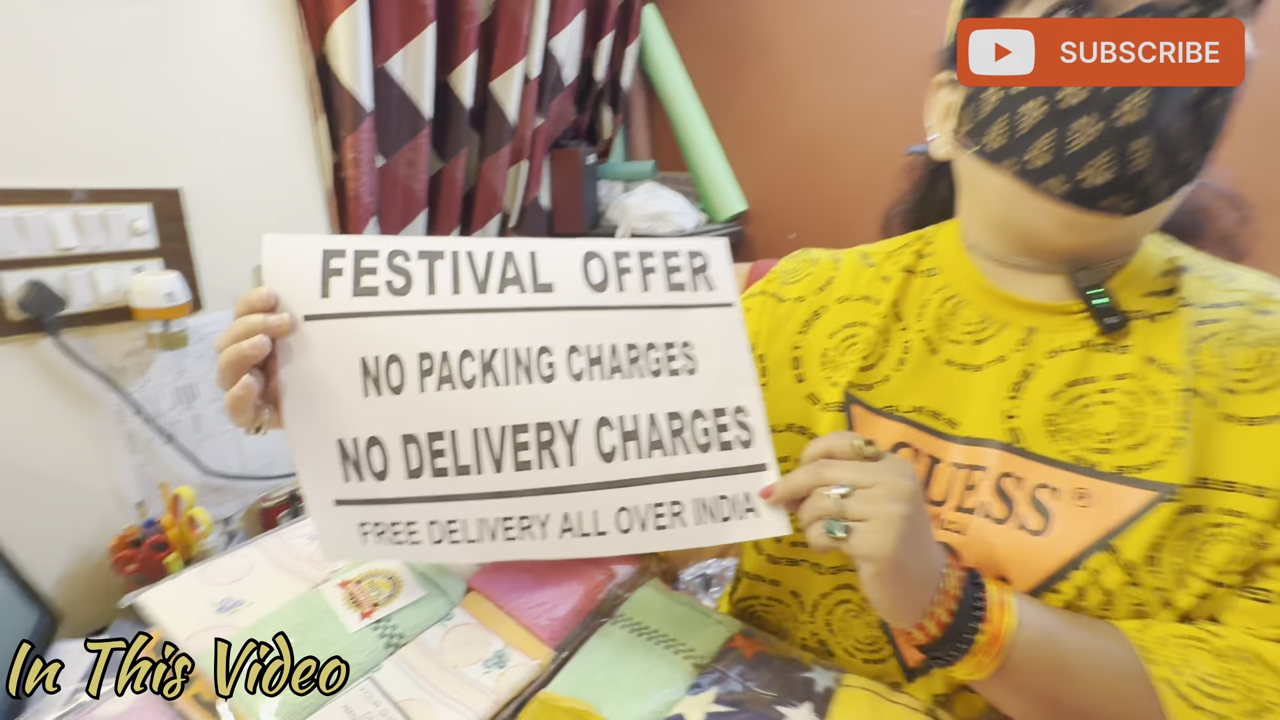 SUBSCRIBE
FESTIVAL OFFER
NO PACKING CHARGES
NO DELIVERY CHARGES
FREE DELIVERY ALL OVER INDIA
GUESS ®
In This Video